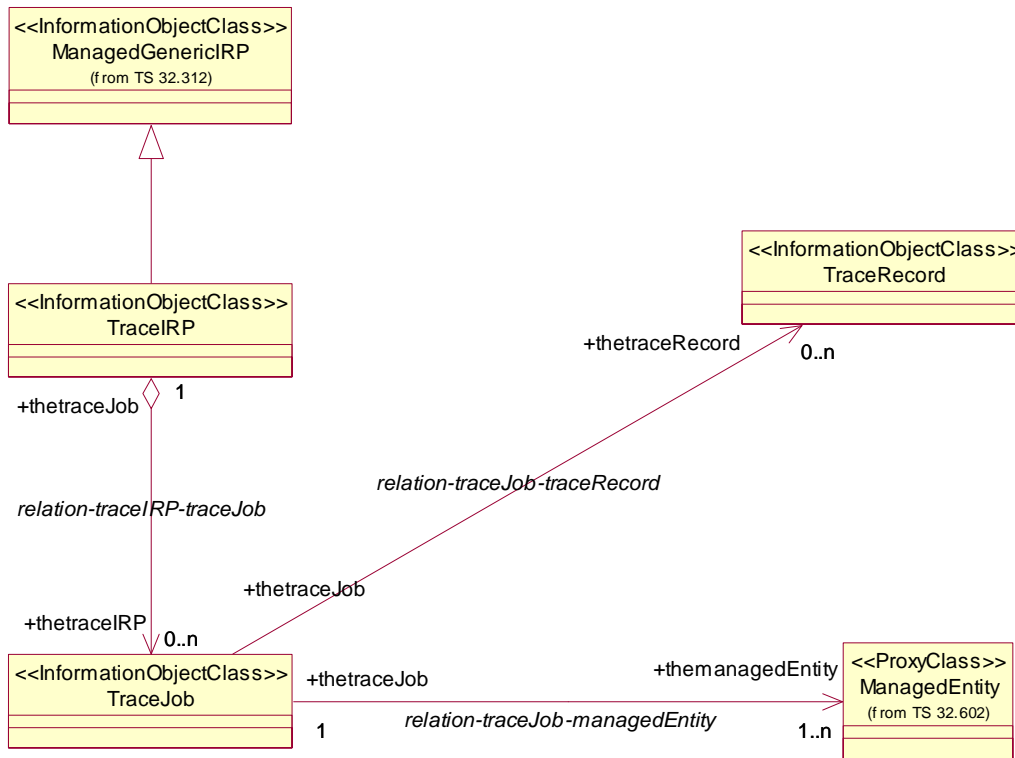 <<InformationObjectClass>>
ManagedGenericIRP
(from TS 32.312)
<<InformationObjectClass>>
TraceRecord
<<InformationObjectClass>>
TraceIRP
+thetraceRecord
0..n
1
+thetraceJob
relation-traceJob-traceRecord
relation-traceIRP-traceJob
+thetraceJob
+thetraceIRP
0..n
<<InformationObjectClass>>
TraceJob
+thetraceJob
+themanagedEntity
<<ProxyClass>>
ManagedEntity
(from TS 32.602)
relation-traceJob-managedEntity
1
1..n